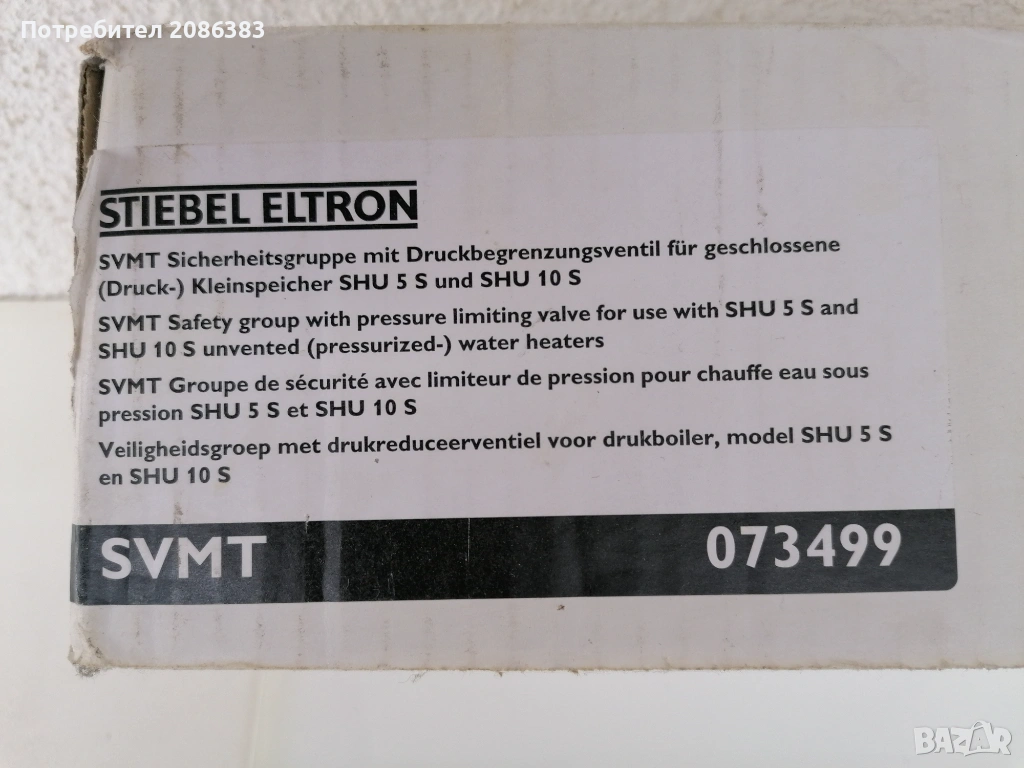 Потребител 2086383
STIEBEL ELTRON
SVMT Sicherheitsgruppe mit Druckbegrenzungsventil für geschlossene
(Druck-) Kleinspeicher SHU 5 S und SHU 10 S
SVMT Safety group with pressure limiting valve for use with SHU 5 S and
SHU 10 S unvented (pressurized-) water heaters
SVMT Groupe de sécurité avec limiteur de pression pour chauffe eau sous
pression SHU 5 S et SHU 10 S
Veiligheidsgroep met drukreduceerventiel voor drukboiler, model SHU 5 S
en SHU 10 S
SVMT 073499
BAZAR